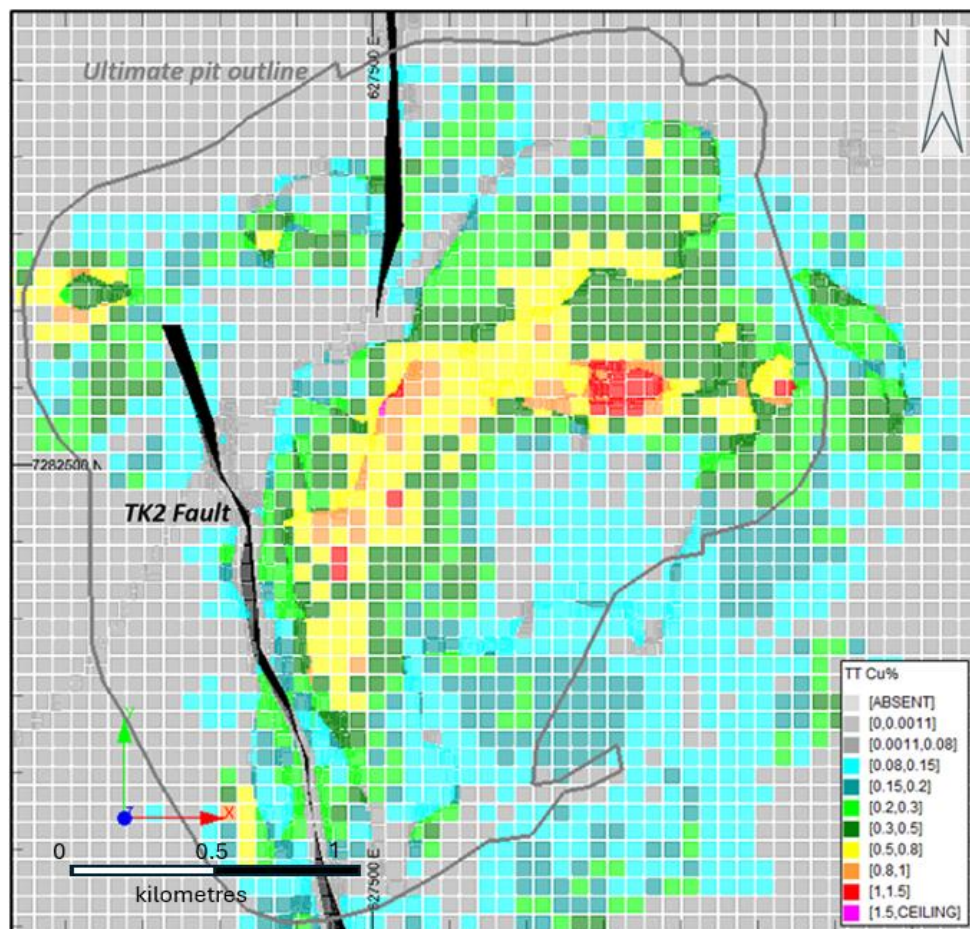 Ultimate pit outline
627500 E
N
7282500 N
TK2 Fault
Y
Z
X
0 0.5 1
kilometres
627500 E
TT Cu%
[ABSENT]
[0,0.0011]
[0.0011,0.08]
[0.08,0.15]
[0.15,0.2]
[0.2,0.3]
[0.3,0.5]
[0.5,0.8]
[0.8,1]
[1,1.5]
[1.5,CEILING]